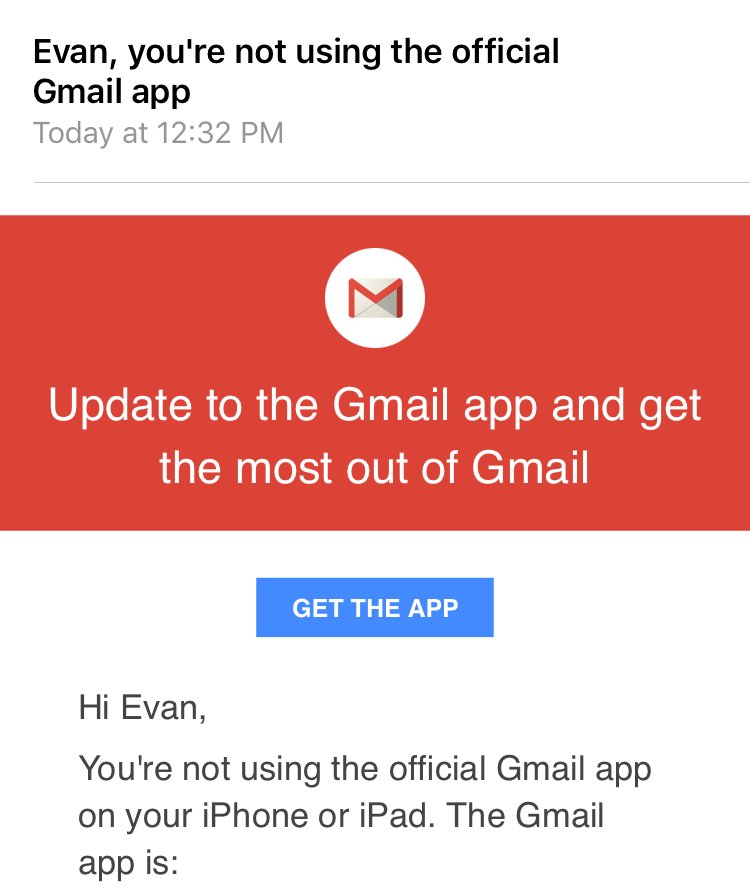 Evan, you're not using the official
Gmail app
Today at 12:32 PM
Update to the Gmail app and get
the most out of Gmail
GET THE APP
Hi Evan,
You're not using the official Gmail app
on your iPhone or iPad. The Gmail
app is: